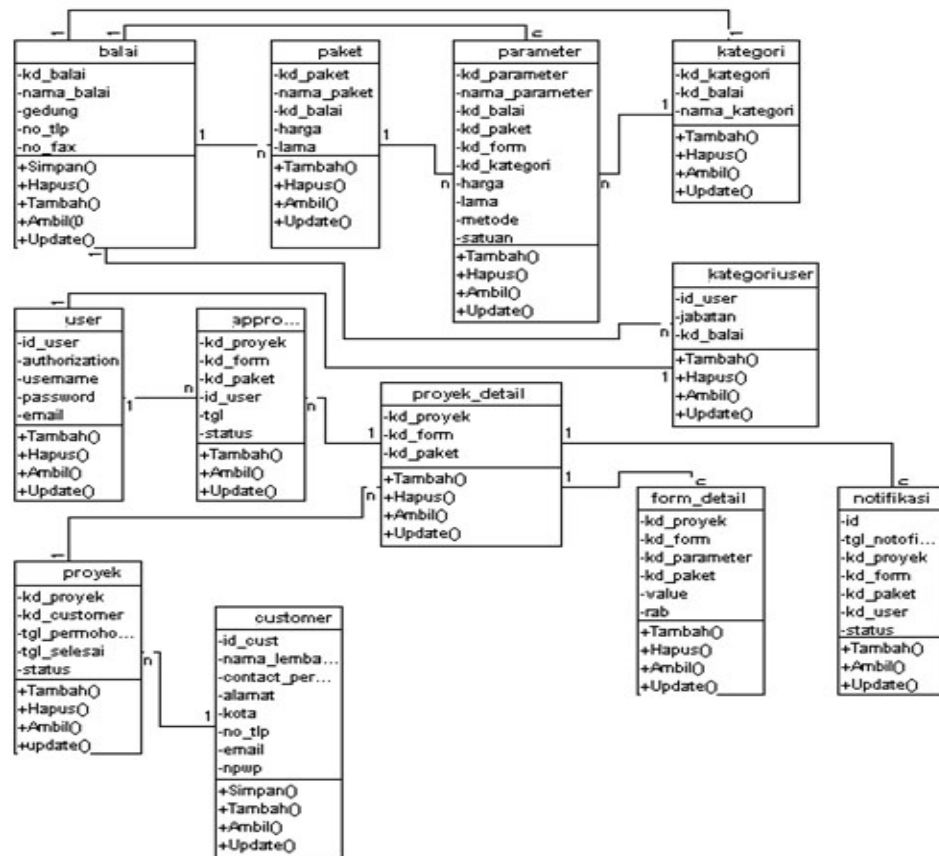 1
1
1
n
balai
-kd_balai
-nama_balai
-gedung
-no_tlp
-no_fax
+Simpan()
+Hapus()
+Tambah()
+Ambil(0
+Update()
1
n
1
paket
-kd_paket
-nama_paket
-kd_balai
-harga
-lama
+Tambah()
+Hapus()
+Ambil()
+Update()
1
n
parameter
-kd_parameter
-nama_parameter
-kd_balai
-kd_paket
-kd_form
-kd_kategori
-harga
-lama
-metode
-satuan
+Tambah()
+Hapus()
+Ambil()
+Update()
n
1
kategori
-kd_kategori
-kd_balai
-nama_kategori
+Tambah()
+Hapus()
+Ambil()
+Update()
kategoriuser
-id_user
-jabatan
-kd_balai
+Tambah()
+Hapus()
+Ambil()
+Update()
n
1
1
user
-id_user
-authorization
-username
-password
-email
+Tambah()
+Hapus()
+Ambil()
+Update()
1
n
appro...
-kd_proyek
-kd_form
-kd_paket
-id_user
-tgl
-status
+Tambah()
+Ambil()
+Update()
n
1
proyek_detail
-kd_proyek
-kd_form
-kd_paket
+Tambah()
+Hapus()
+Ambil()
+Update()
1
1
n
n
n
form_detail
-kd_proyek
-kd_form
-kd_parameter
-kd_paket
-value
-rab
+Tambah()
+Hapus()
+Ambil()
+Update()
notifikasi
-id
-tgl_notofi...
-kd_proyek
-kd_form
-kd_paket
-kd_user
-status
+Tambah()
+Ambil()
+Update()
1
proyek
-kd_proyek
-kd_customer
-tgl_permoho...
-tgl_selesai
-status
+Tambah()
+Hapus()
+Ambil()
+update()
n
1
customer
-id_cust
-nama_lemba...
-contact_per...
-alamat
-kota
-no_tlp
-email
-npwp
+Simpan()
+Tambah()
+Ambil()
+Update()